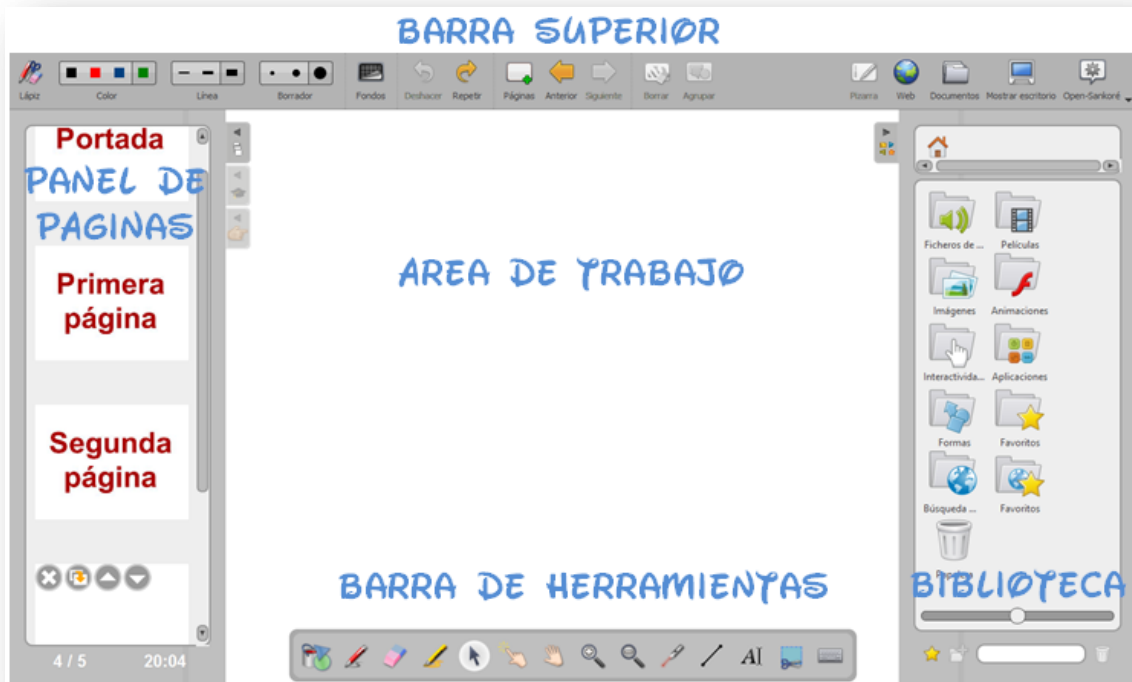 BARRA SUPERIOR
Lápiz Color Línea Borrador Fondos Deshacer Repetir Páginas Anterior Siguiente Borrar Agrupar Pizarra Web Documentos Mostrar escritorio Open-Sankoré
Portada
PANEL DE
PAGINAS
Primera
página
Segunda
página
4 / 5 20:04
AREA DE TRABAJO
Ficheros de ... Películas
Imágenes Animaciones
Interactivida... Aplicaciones
Formas Favoritos
Búsqueda ... Favoritos
BIBLIOTECA
BARRA DE HERRAMIENTAS
AI